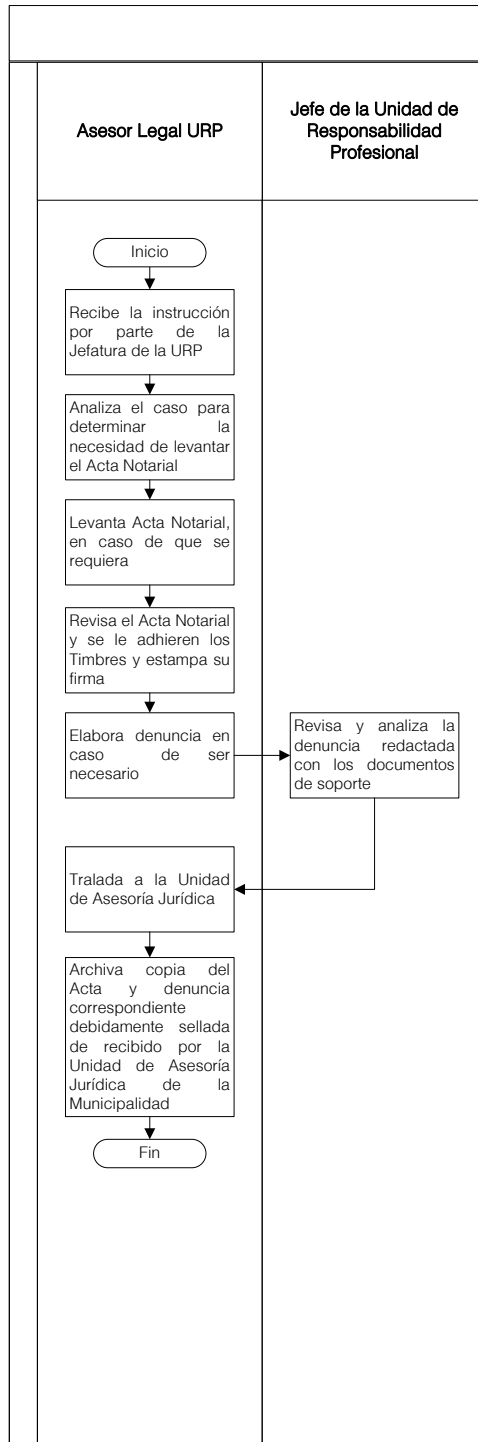 Asesor Legal URP
Jefe de la Unidad de
Responsabilidad
Profesional
Inicio
Recibe la instrucción
por parte de la
Jefatura de la URP
Analiza el caso para
determinar la
necesidad de levantar
el Acta Notarial
Levanta Acta Notarial,
en caso de que se
requiera
Revisa el Acta Notarial
y se le adhieren los
Timbres y estampa su
firma
Elabora denuncia en
caso de ser
necesario
Revisa y analiza la
denuncia redactada
con los documentos
de soporte
Tralada a la Unidad
de Asesoría Jurídica
Archiva copia del
Acta y denuncia
correspondiente
debidamente sellada
de recibido por la
Unidad de Asesoría
Jurídica de la
Municipalidad
Fin